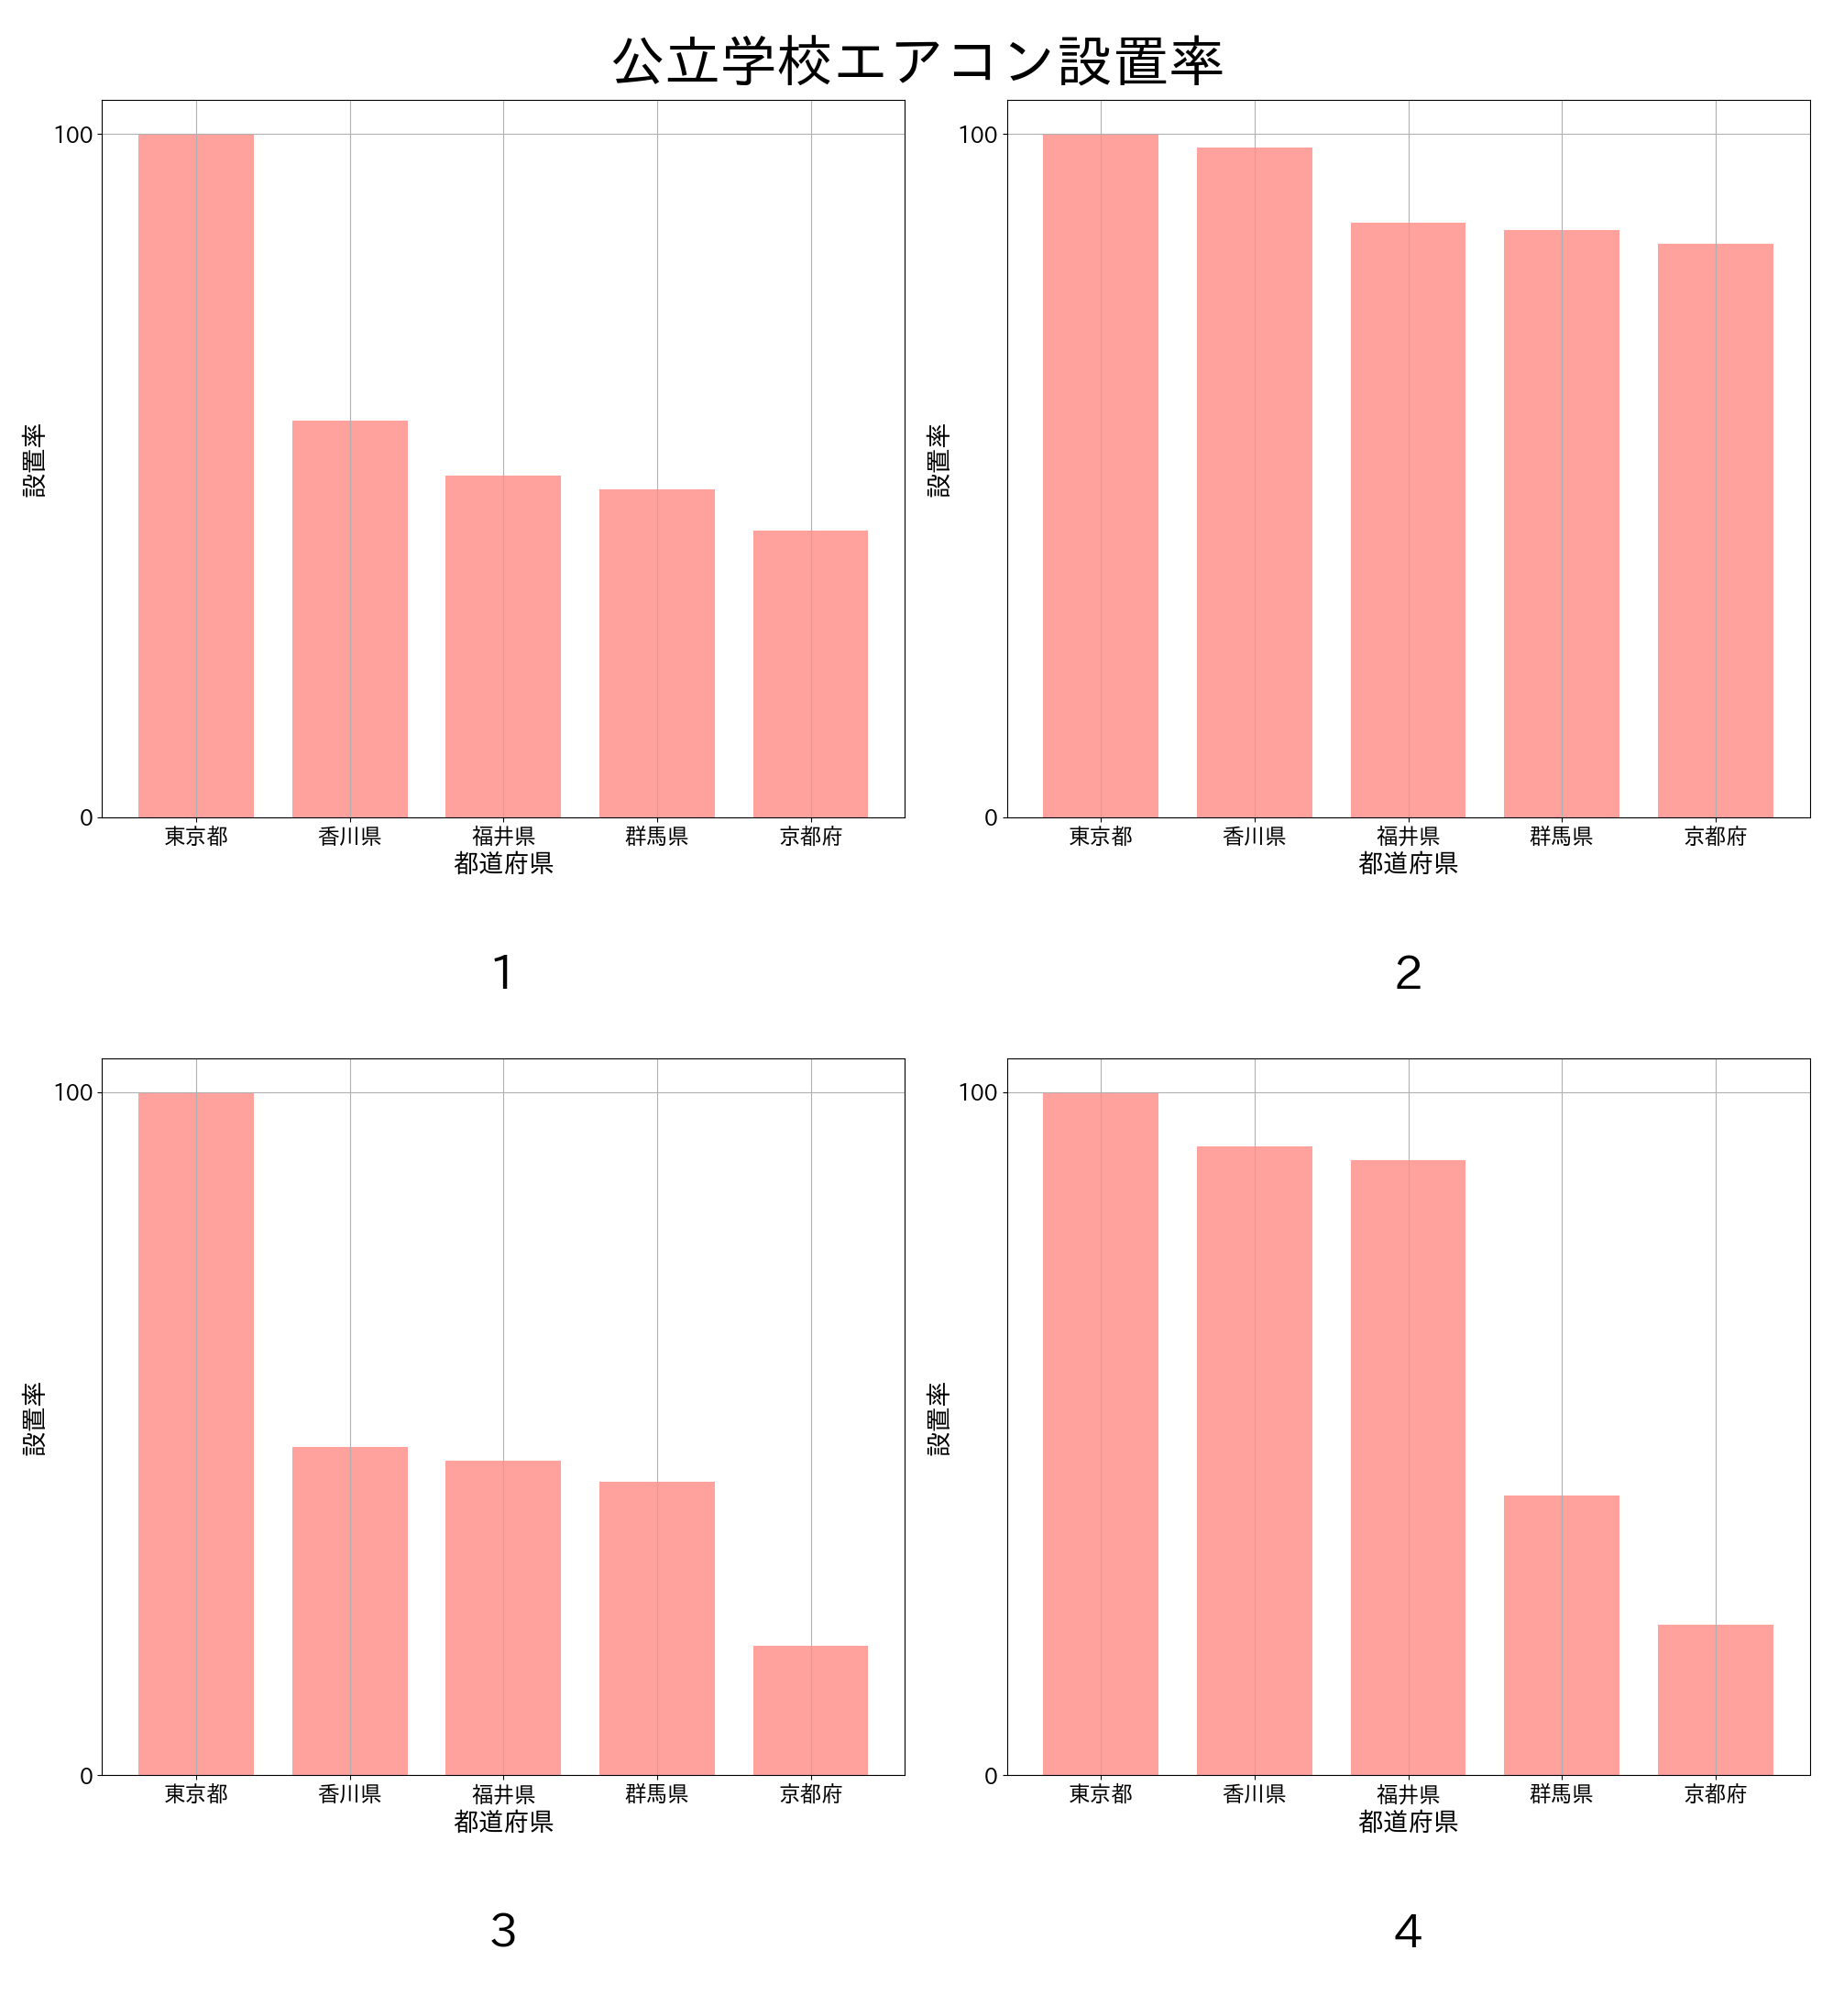 公立学校エアコン設置率
100
0
設置率
東京都 香川県 福井県 群馬県 京都府
都道府県
1
100
0
設置率
東京都 香川県 福井県 群馬県 京都府
都道府県
2
100
0
設置率
東京都 香川県 福井県 群馬県 京都府
都道府県
3
100
0
設置率
東京都 香川県 福井県 群馬県 京都府
都道府県
4